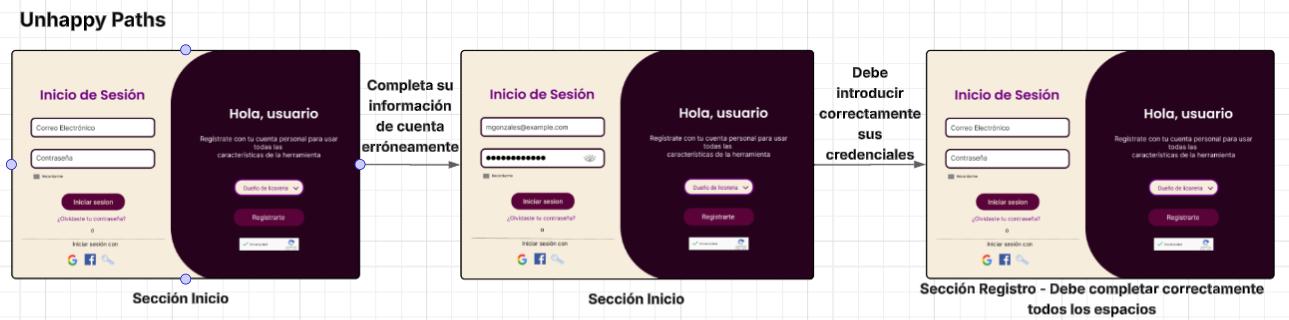 Unhappy Paths
Inicio de Sesión
Correo Electrónico
Contraseña
Recordarme
Iniciar sesion
¿Olvidaste tu contraseña?
o
Iniciar sesión con
Hola, usuario
Regístrate con tu cuenta personal para usar
todas las
características de la herramienta
Dueño de licorería
Registrarte
Sección Inicio
Completa su
información
de cuenta
erróneamente
Inicio de Sesión
mgonzales@example.com
Recordarme
Iniciar sesion
¿Olvidaste tu contraseña?
o
Iniciar sesión con
Hola, usuario
Regístrate con tu cuenta personal para usar
todas las
características de la herramienta
Dueño de licorería
Registrarte
Sección Inicio
Debe
introducir
correctamente
sus
credenciales
Inicio de Sesión
Correo Electrónico
Contraseña
Recordarme
Iniciar sesion
¿Olvidaste tu contraseña?
o
Iniciar sesión con
Hola, usuario
Regístrate con tu cuenta personal para usar
todas las
características de la herramienta
Dueño de licorería
Registrarte
Sección Registro - Debe completar correctamente
todos los espacios